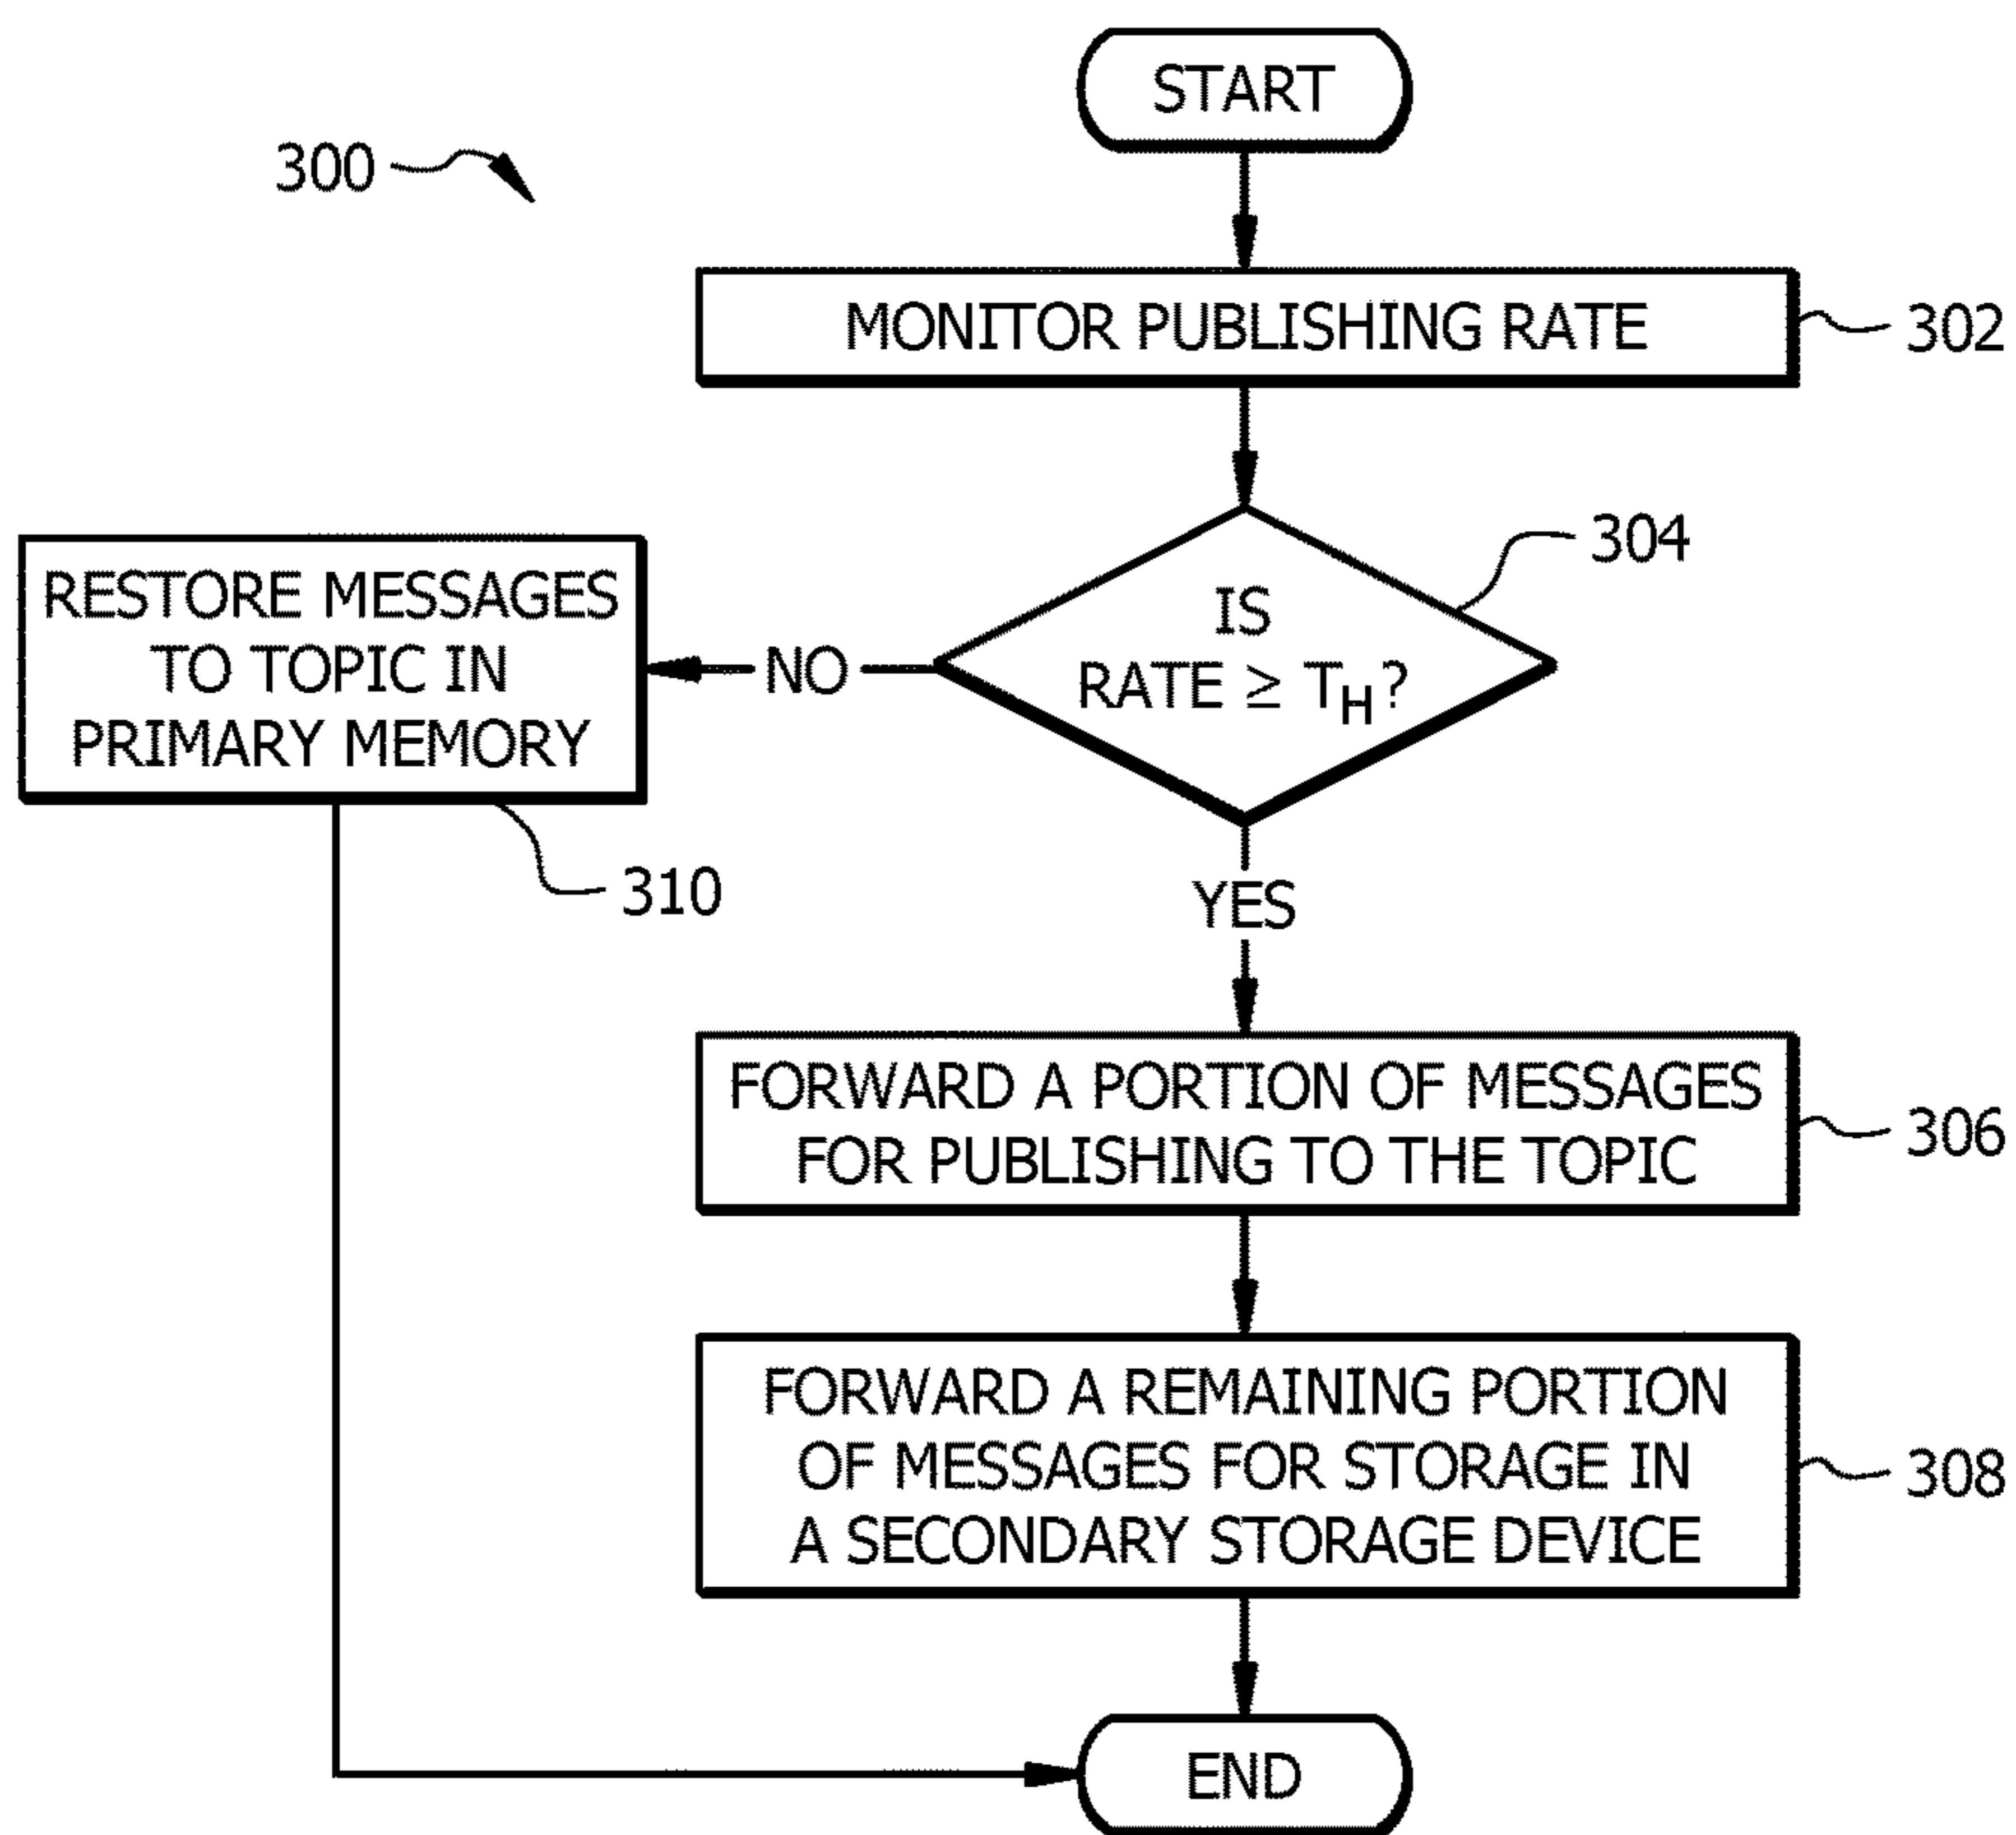 START
300
MONITOR PUBLISHING RATE
302
304
IS
RATE ≥ TH?
NO
RESTORE MESSAGES
TO TOPIC IN
PRIMARY MEMORY
310
YES
FORWARD A PORTION OF MESSAGES
FOR PUBLISHING TO THE TOPIC
306
FORWARD A REMAINING PORTION
OF MESSAGES FOR STORAGE IN
A SECONDARY STORAGE DEVICE
308
END